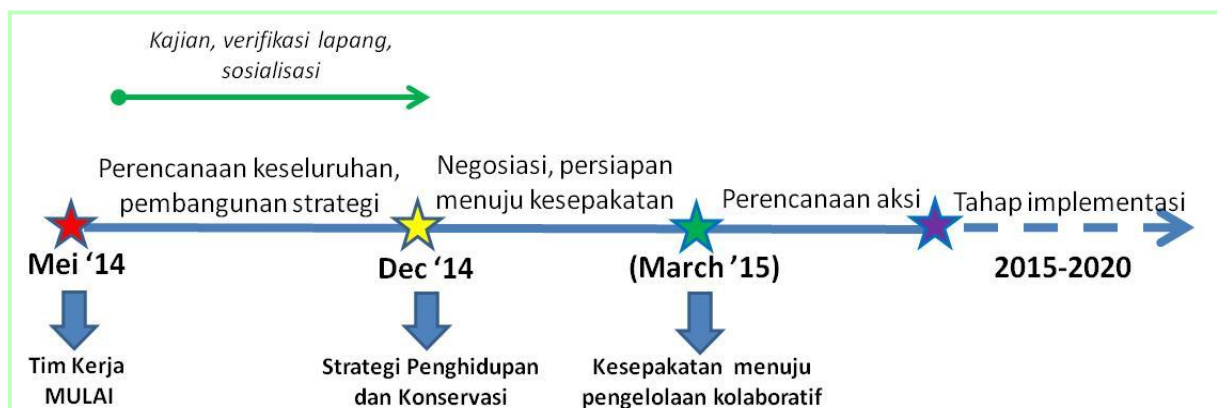 Kajian, verifikasi lapang,
sosialisasi
Perencanaan keseluruhan,
pembangunan strategi
Negosiasi, persiapan
menuju kesepakatan
Perencanaan aksi
Tahap implementasi
Mei ‘14
Dec ‘14
(March ’15)
2015-2020
Tim Kerja
MULAI
Strategi Penghidupan
dan Konservasi
Kesepakatan menuju
pengelolaan kolaboratif